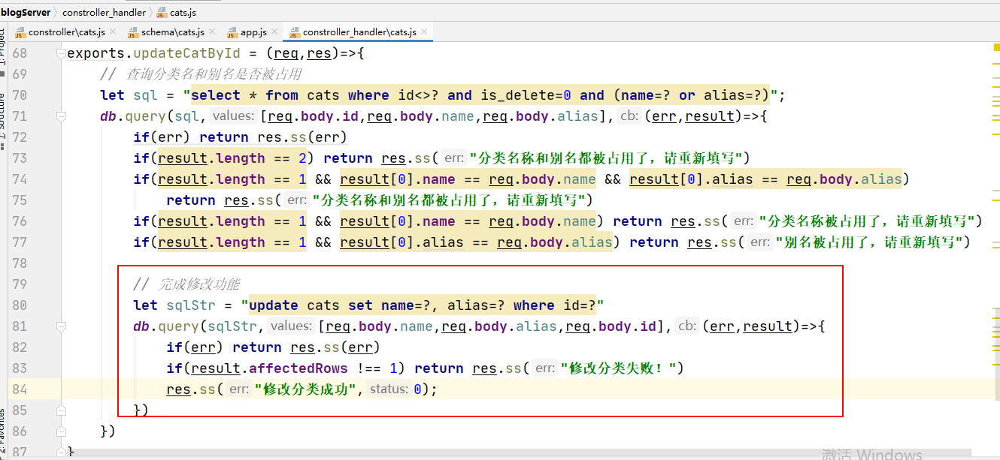 blogServer constroller_handler cats.js
constroller\cats.js schema\cats.js app.js constroller_handler\cats.js
1: Project
68 exports.updateCatById = (req,res)=>{
69 // 查询分类名和别名是否被占用
70 let sql = "select * from cats where id<>? and is_delete=0 and (name=? or alias=?)";
71 db.query(sql, values: [req.body.id,req.body.name,req.body.alias], cb: (err,result)=>{
72 if(err) return res.ss(err)
73 if(result.length == 2) return res.ss( err: "分类名称和别名都被占用了，请重新填写")
74 if(result.length == 1 && result[0].name == req.body.name && result[0].alias == req.body.alias)
75 return res.ss( err: "分类名称和别名都被占用了，请重新填写")
76 if(result.length == 1 && result[0].name == req.body.name) return res.ss( err: "分类名称被占用了，请重新填写")
77 if(result.length == 1 && result[0].alias == req.body.alias) return res.ss( err: "别名被占用了，请重新填写")
78
79 // 完成修改功能
80 let sqlStr = "update cats set name=?, alias=? where id=?"
81 db.query(sqlStr, values: [req.body.name,req.body.alias,req.body.id], cb: (err,result)=>{
82 if(err) return res.ss(err)
83 if(result.affectedRows !== 1) return res.ss( err: "修改分类失败！")
84 res.ss( err: "修改分类成功", status: 0);
85 })
86 })
87 }
7: Structure
2: Favorites
激活 Windows